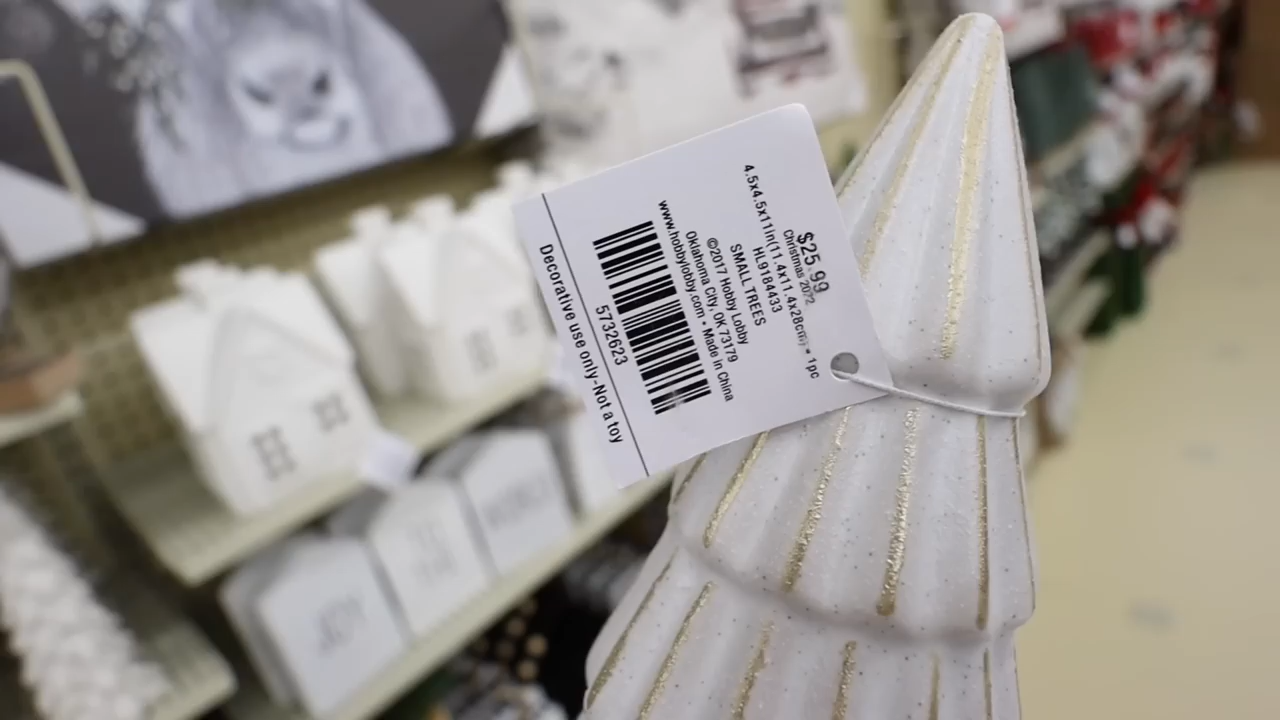 4.5x4.5x11in(11.4x11.4x28cm) • 1pc
$25.99
Christmas 2022
HL9184433
SMALL TREES
©2017 Hobby Lobby
Oklahoma City, OK 73179
www.hobbylobby.com - Made in China
5732623
Decorative use only-Not a toy
JOY